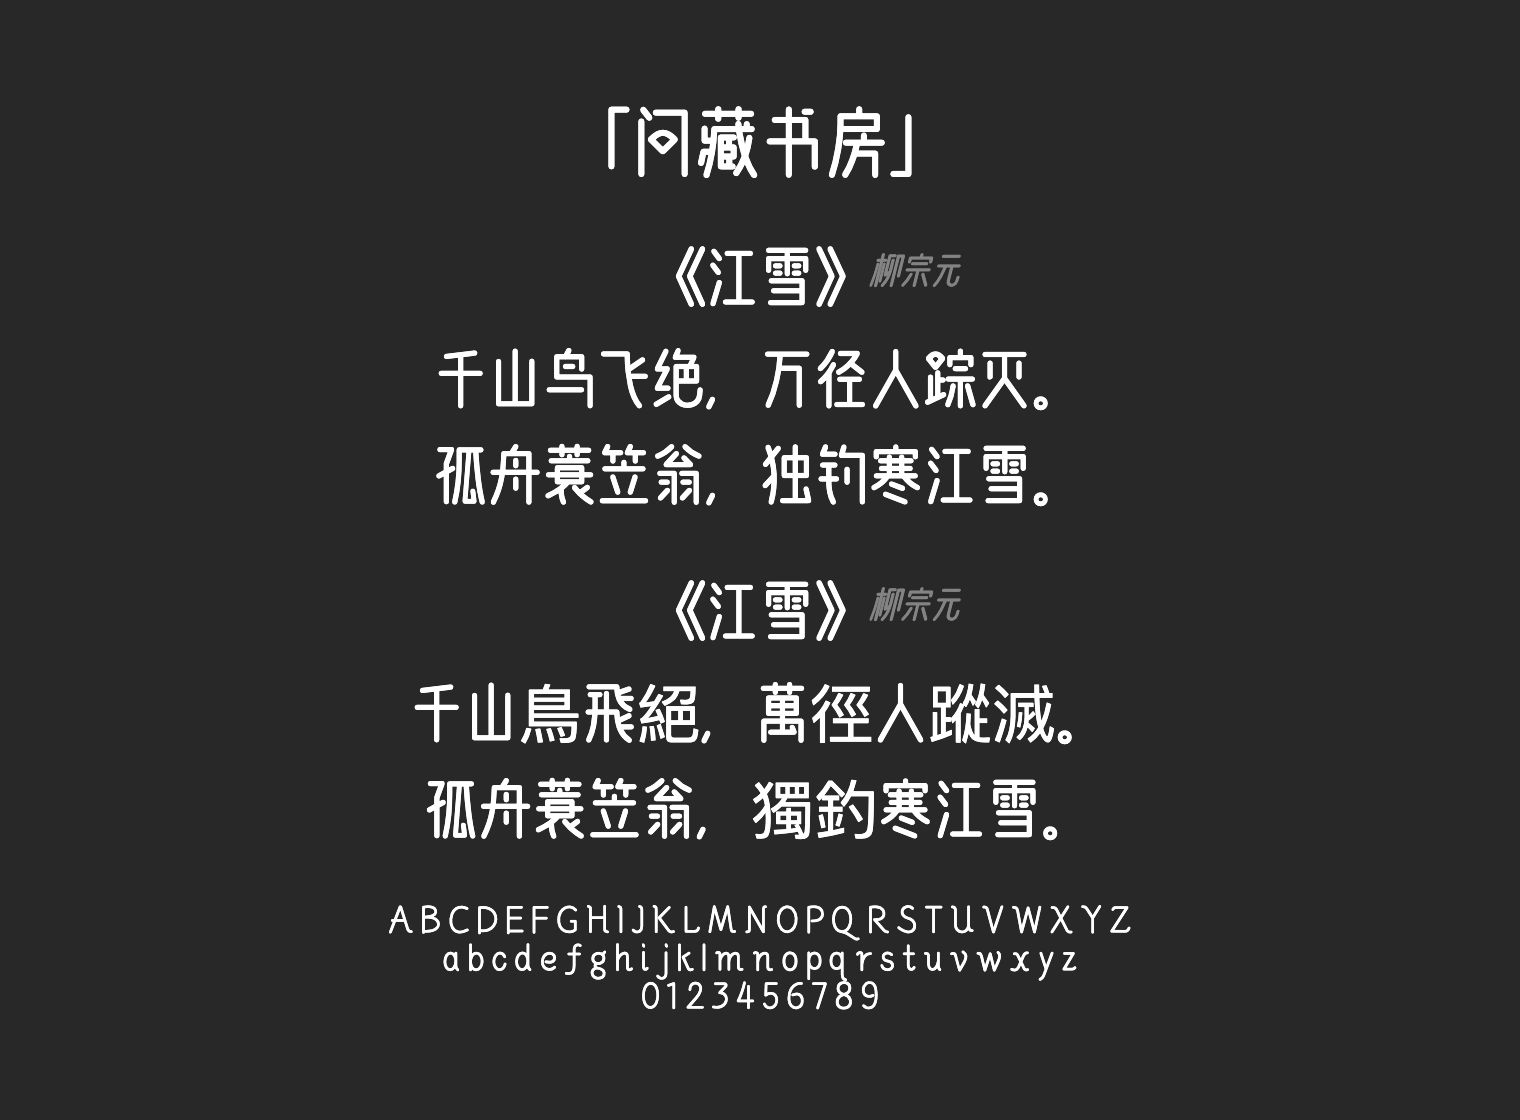 「问藏书房」
《江雪》柳宗元
千山鸟飞绝，万径人踪灭。
孤舟蓑笠翁，独钓寒江雪。
《江雪》柳宗元
千山鳥飛絕，萬徑人蹤滅。
孤舟蓑笠翁，獨釣寒江雪。
ABCDEFGHIJKLMNOPQRSTUVWXYZ
abcdefghijklmnopqrstuvwxyz
0123456789